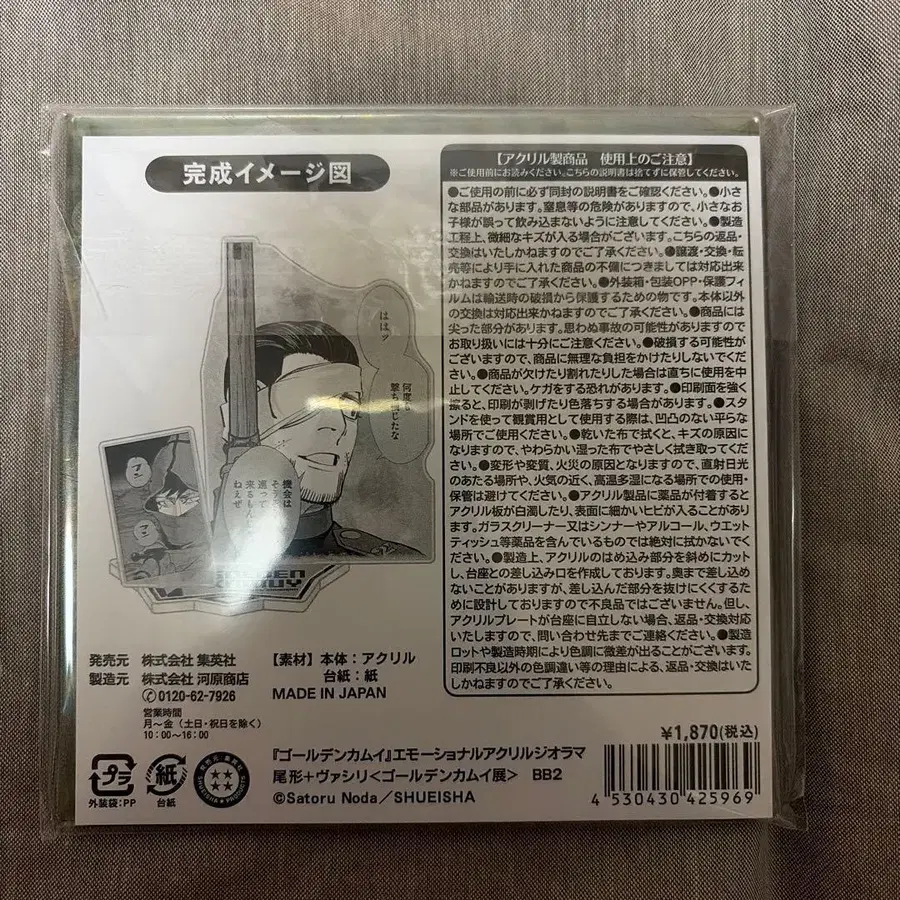 完成イメージ図
ははッ
何度も
撃ち損じたな
機会は
そうそう
巡って
来るもんじゃ
ねえぜ
発売元 株式会社 集英社
製造元 株式会社 河原商店
0120-62-7926
営業時間
月~金(土日・祝日を除く)
10:00~16:00
【素材】本体:アクリル
台紙:紙
MADE IN JAPAN
【アクリル製商品 使用上のご注意】
※ご使用前にお読みください。こちらの説明書は捨てずに保管してください。
●ご使用の前に必ず同封の説明書をご確認ください。●小さ
な部品があります。窒息等の危険がありますので、小さなお
子様が誤って飲み込まないように注意してください。●製造
工程上、微細なキズが入る場合がございます。こちらの返品・
交換はいたしかねますのでご了承ください。●譲渡・交換・転
売等により手に入れた商品の不備につきましては対応出来か
ねますのでご了承ください。●外装箱・包装OPP・保護フィ
ルムは輸送時の破損から保護するための物です。本体以外
の交換は対応出来かねますのでご了承ください。●商品には
尖った部分があります。思わぬ事故の可能性がありますので
お取り扱いには十分にご注意ください。●破損する可能性が
ございますので、商品に無理な負担をかけたりしないでくだ
さい。●商品が欠けたり割れたりした場合は直ちに使用を中
止してください。ケガをする恐れがあります。●印刷面を強く
擦ると、印刷が剥げたり色落ちする場合があります。●スタ
ンドを使って観賞用として使用する際は、凹凸のない平らな
場所でご使用ください。●乾いた布で拭くと、キズの原因に
なりますので、やわらかい湿った布でやさしく拭き取ってくだ
さい。●変形や変質、火災の原因となりますので、直射日光
のあたる場所や、火気の近く、高温多湿になる場所での使用・
保管は避けてください。●アクリル製品に薬品が付着すると
アクリル板が白濁したり、表面に細かいヒビが入ることがあり
ます。ガラスクリーナー又はシンナーやアルコール、ウエット
ティッシュ等薬品を含んでいるものでは絶対に拭かないでくだ
さい。●製造上、アクリルのはめ込み部分を斜めにカット
し、台座との差し込み口を作成しております。奥まで差し込め
ないことがありますが、差し込んだ部分を抜けにくくするた
めに設計しておりますので不良品ではございません。但し、
アクリルプレートが台座に自立しない場合、返品・交換対応
いたしますので、問い合わせ先までご連絡ください。●製造
ロットや製造時期により色調に微差が出ることがございます。
印刷不良以外の色調違い等の理由による、返品・交換はいた
しかねますのでご了承ください。
¥1,870(税込)
プラ
外装袋:PP
紙
台紙
SHUEISHA
『ゴールデンカムイ』エモーショナルアクリルジオラマ
尾形+ヴァシリ<ゴールデンカムイ展> BB2
©Satoru Noda/SHUEISHA
4 530430 425969